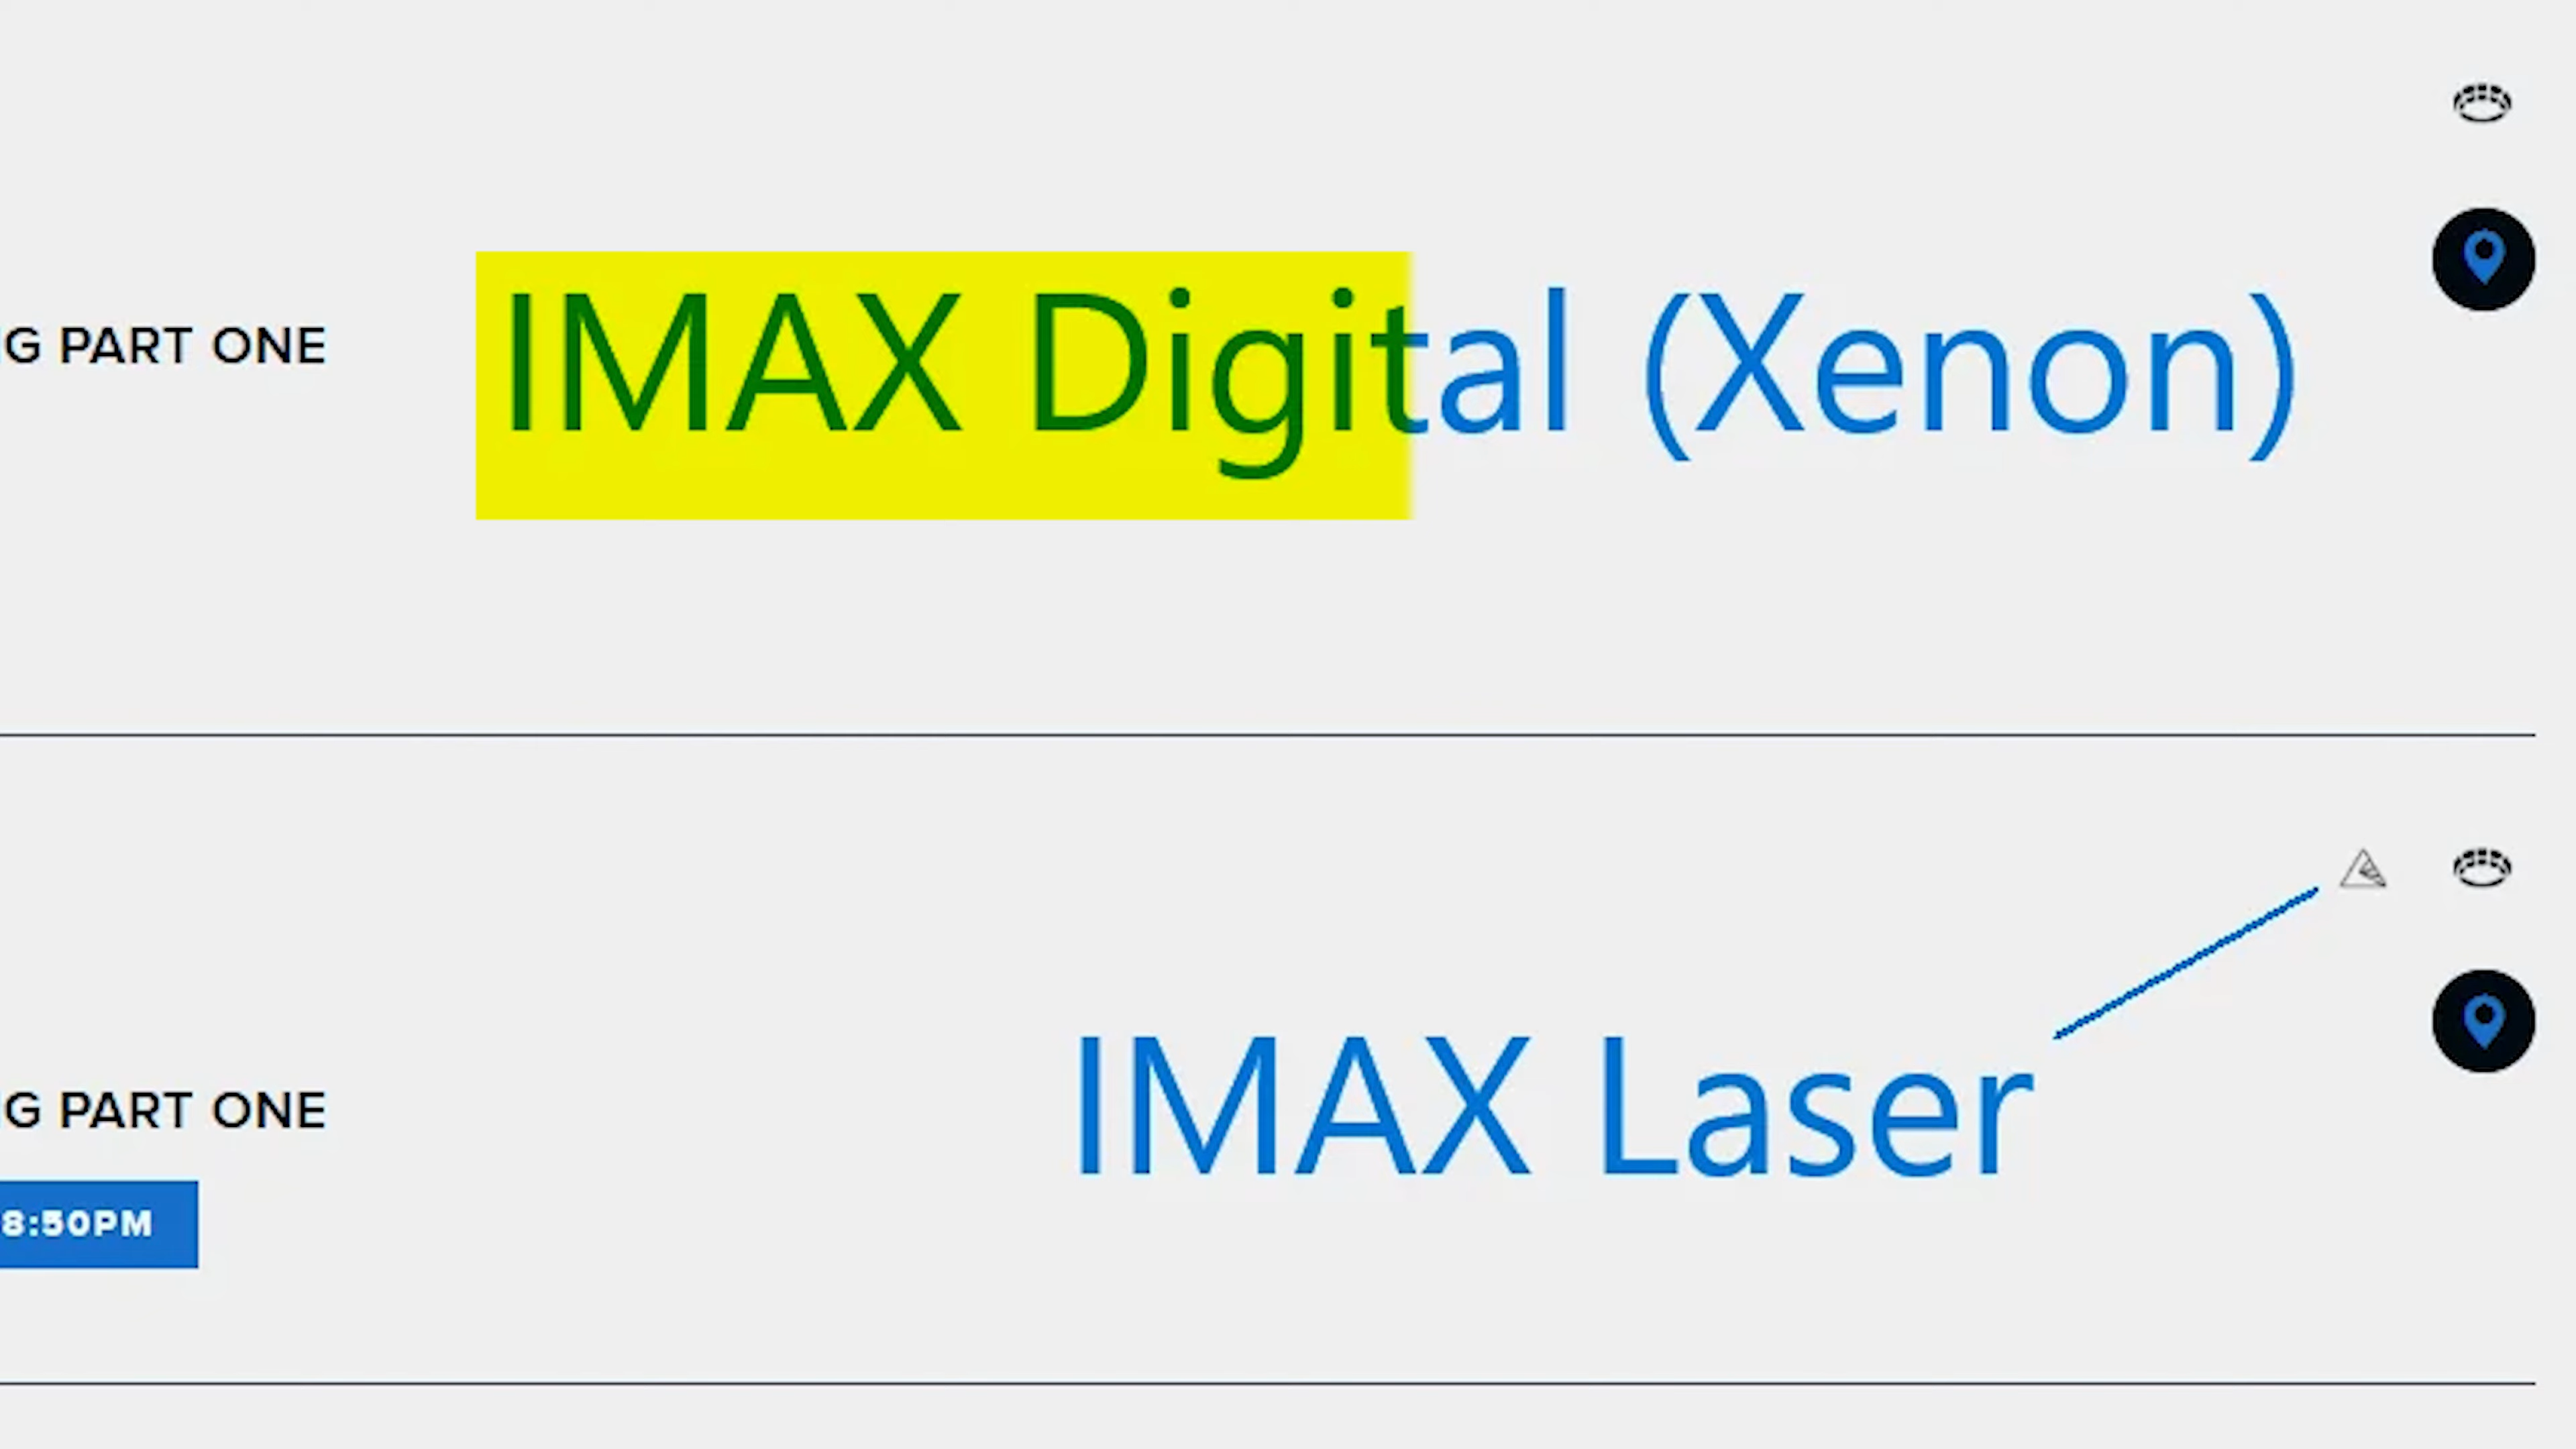 G PART ONE
IMAX Digital (Xenon)
G PART ONE
8:50PM
IMAX Laser